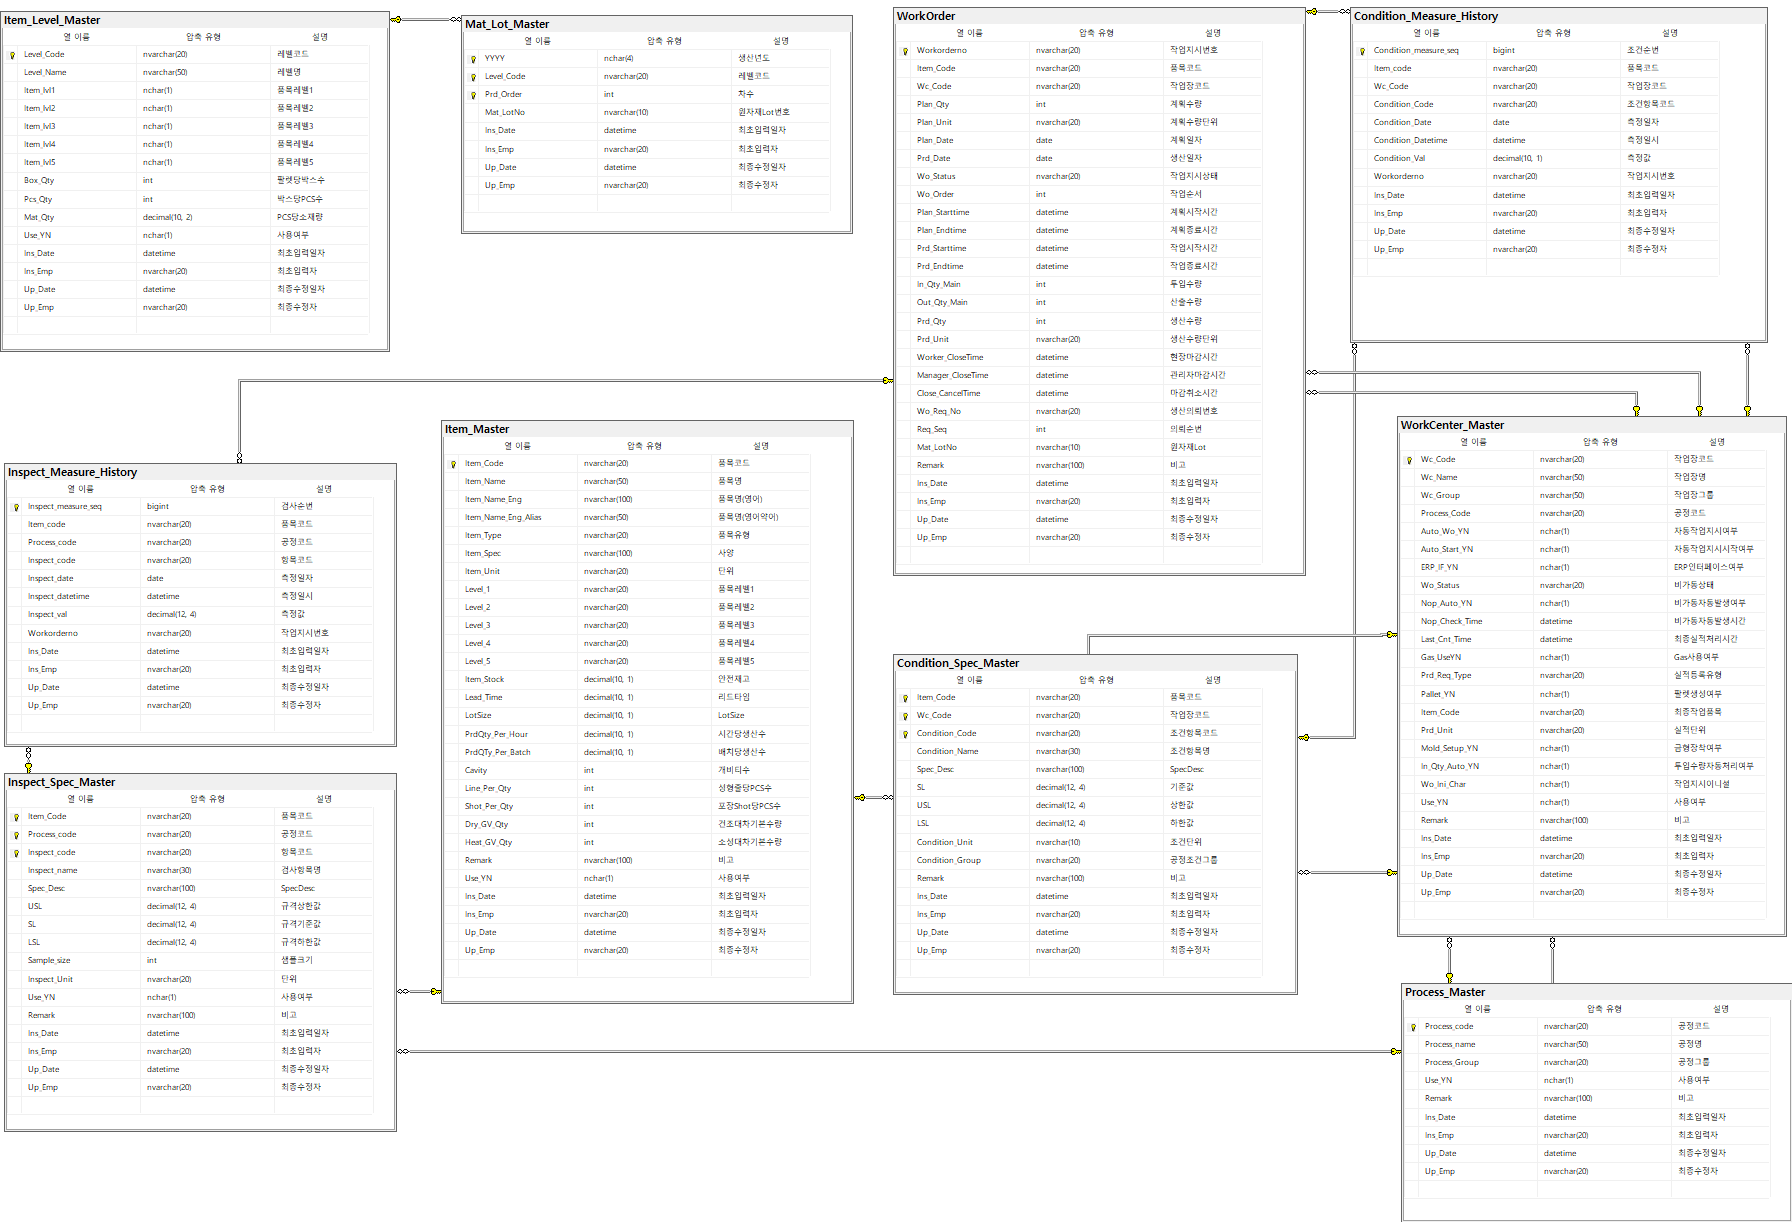 Item_Level_Master
열 이름 압축 유형 설명
Level_Code nvarchar(20) 레벨코드
Level_Name nvarchar(50) 레벨명
Item_lvl1 nchar(1) 품목레벨1
Item_lvl2 nchar(1) 품목레벨2
Item_lvl3 nchar(1) 품목레벨3
Item_lvl4 nchar(1) 품목레벨4
Item_lvl5 nchar(1) 품목레벨5
Box_Qty int 팔렛당박스수
Pcs_Qty int 박스당PCS수
Mat_Qty decimal(10, 2) PCS당소재량
Use_YN nchar(1) 사용여부
Ins_Date datetime 최초입력일자
Ins_Emp nvarchar(20) 최초입력자
Up_Date datetime 최종수정일자
Up_Emp nvarchar(20) 최종수정자
Mat_Lot_Master
열 이름 압축 유형 설명
YYYY nchar(4) 생산년도
Level_Code nvarchar(20) 레벨코드
Prd_Order int 차수
Mat_LotNo nvarchar(10) 원자재Lot번호
Ins_Date datetime 최초입력일자
Ins_Emp nvarchar(20) 최초입력자
Up_Date datetime 최종수정일자
Up_Emp nvarchar(20) 최종수정자
WorkOrder
열 이름 압축 유형 설명
Workorderno nvarchar(20) 작업지시번호
Item_Code nvarchar(20) 품목코드
Wc_Code nvarchar(20) 작업장코드
Plan_Qty int 계획수량
Plan_Unit nvarchar(20) 계획수량단위
Plan_Date date 계획일자
Prd_Date date 생산일자
Wo_Status nvarchar(20) 작업지시상태
Wo_Order int 작업순서
Plan_Starttime datetime 계획시작시간
Plan_Endtime datetime 계획종료시간
Prd_Starttime datetime 작업시작시간
Prd_Endtime datetime 작업종료시간
In_Qty_Main int 투입수량
Out_Qty_Main int 산출수량
Prd_Qty int 생산수량
Prd_Unit nvarchar(20) 생산수량단위
Worker_CloseTime datetime 현장마감시간
Manager_CloseTime datetime 관리자마감시간
Close_CancelTime datetime 마감취소시간
Wo_Req_No nvarchar(20) 생산의뢰번호
Req_Seq int 의뢰순번
Mat_LotNo nvarchar(10) 원자재Lot
Remark nvarchar(100) 비고
Ins_Date datetime 최초입력일자
Ins_Emp nvarchar(20) 최초입력자
Up_Date datetime 최종수정일자
Up_Emp nvarchar(20) 최종수정자
Condition_Measure_History
열 이름 압축 유형 설명
Condition_measure_seq bigint 조건순번
Item_code nvarchar(20) 품목코드
Wc_Code nvarchar(20) 작업장코드
Condition_Code nvarchar(20) 조건항목코드
Condition_Date date 측정일자
Condition_Datetime datetime 측정일시
Condition_Val decimal(10, 1) 측정값
Workorderno nvarchar(20) 작업지시번호
Ins_Date datetime 최초입력일자
Ins_Emp nvarchar(20) 최초입력자
Up_Date datetime 최종수정일자
Up_Emp nvarchar(20) 최종수정자
Inspect_Measure_History
열 이름 압축 유형 설명
Inspect_measure_seq bigint 검사순번
Item_code nvarchar(20) 품목코드
Process_code nvarchar(20) 공정코드
Inspect_code nvarchar(20) 항목코드
Inspect_date date 측정일자
Inspect_datetime datetime 측정일시
Inspect_val decimal(12, 4) 측정값
Workorderno nvarchar(20) 작업지시번호
Ins_Date datetime 최초입력일자
Ins_Emp nvarchar(20) 최초입력자
Up_Date datetime 최종수정일자
Up_Emp nvarchar(20) 최종수정자
Item_Master
열 이름 압축 유형 설명
Item_Code nvarchar(20) 품목코드
Item_Name nvarchar(50) 품목명
Item_Name_Eng nvarchar(100) 품목명(영어)
Item_Name_Eng_Alias nvarchar(50) 품목명(영어약어)
Item_Type nvarchar(20) 품목유형
Item_Spec nvarchar(100) 사양
Item_Unit nvarchar(20) 단위
Level_1 nvarchar(20) 품목레벨1
Level_2 nvarchar(20) 품목레벨2
Level_3 nvarchar(20) 품목레벨3
Level_4 nvarchar(20) 품목레벨4
Level_5 nvarchar(20) 품목레벨5
Item_Stock decimal(10, 1) 안전재고
Lead_Time decimal(10, 1) 리드타임
LotSize decimal(10, 1) LotSize
PrdQty_Per_Hour decimal(10, 1) 시간당생산수
PrdQTy_Per_Batch decimal(10, 1) 배치당생산수
Cavity int 개비티수
Line_Per_Qty int 성형줄당PCS수
Shot_Per_Qty int 포장Shot당PCS수
Dry_GV_Qty int 건조대차기본수량
Heat_GV_Qty int 소성대차기본수량
Remark nvarchar(100) 비고
Use_YN nchar(1) 사용여부
Ins_Date datetime 최초입력일자
Ins_Emp nvarchar(20) 최초입력자
Up_Date datetime 최종수정일자
Up_Emp nvarchar(20) 최종수정자
WorkCenter_Master
열 이름 압축 유형 설명
Wc_Code nvarchar(20) 작업장코드
Wc_Name nvarchar(50) 작업장명
Wc_Group nvarchar(50) 작업장그룹
Process_Code nvarchar(20) 공정코드
Auto_Wo_YN nchar(1) 자동작업지시여부
Auto_Start_YN nchar(1) 자동작업지시시작여부
ERP_IF_YN nchar(1) ERP인터페이스여부
Wo_Status nvarchar(20) 비가동상태
Nop_Auto_YN nchar(1) 비가동자동발생여부
Nop_Check_Time datetime 비가동자동발생시간
Last_Cnt_Time datetime 최종실적처리시간
Gas_UseYN nchar(1) Gas사용여부
Prd_Req_Type nvarchar(20) 실적등록유형
Pallet_YN nchar(1) 팔렛생성여부
Item_Code nvarchar(20) 최종작업품목
Prd_Unit nvarchar(20) 실적단위
Mold_Setup_YN nchar(1) 금형장착여부
In_Qty_Auto_YN nchar(1) 투입수량자동처리여부
Wo_Ini_Char nvarchar(1) 작업지시이니셜
Use_YN nchar(1) 사용여부
Remark nvarchar(100) 비고
Ins_Date datetime 최초입력일자
Ins_Emp nvarchar(20) 최초입력자
Up_Date datetime 최종수정일자
Up_Emp nvarchar(20) 최종수정자
Condition_Spec_Master
열 이름 압축 유형 설명
Item_Code nvarchar(20) 품목코드
Wc_Code nvarchar(20) 작업장코드
Condition_Code nvarchar(20) 조건항목코드
Condition_Name nvarchar(30) 조건항목명
Spec_Desc nvarchar(100) SpecDesc
SL decimal(12, 4) 기준값
USL decimal(12, 4) 상한값
LSL decimal(12, 4) 하한값
Condition_Unit nvarchar(10) 조건단위
Condition_Group nvarchar(20) 공정조건그룹
Remark nvarchar(100) 비고
Ins_Date datetime 최초입력일자
Ins_Emp nvarchar(20) 최초입력자
Up_Date datetime 최종수정일자
Up_Emp nvarchar(20) 최종수정자
Inspect_Spec_Master
열 이름 압축 유형 설명
Item_Code nvarchar(20) 품목코드
Process_code nvarchar(20) 공정코드
Inspect_code nvarchar(20) 항목코드
Inspect_name nvarchar(30) 검사항목명
Spec_Desc nvarchar(100) SpecDesc
USL decimal(12, 4) 규격상한값
SL decimal(12, 4) 규격기준값
LSL decimal(12, 4) 규격하한값
Sample_size int 샘플크기
Inspect_Unit nvarchar(20) 단위
Use_YN nchar(1) 사용여부
Remark nvarchar(100) 비고
Ins_Date datetime 최초입력일자
Ins_Emp nvarchar(20) 최초입력자
Up_Date datetime 최종수정일자
Up_Emp nvarchar(20) 최종수정자
Process_Master
열 이름 압축 유형 설명
Process_code nvarchar(20) 공정코드
Process_name nvarchar(50) 공정명
Process_Group nvarchar(20) 공정그룹
Use_YN nchar(1) 사용여부
Remark nvarchar(100) 비고
Ins_Date datetime 최초입력일자
Ins_Emp nvarchar(20) 최초입력자
Up_Date datetime 최종수정일자
Up_Emp nvarchar(20) 최종수정자